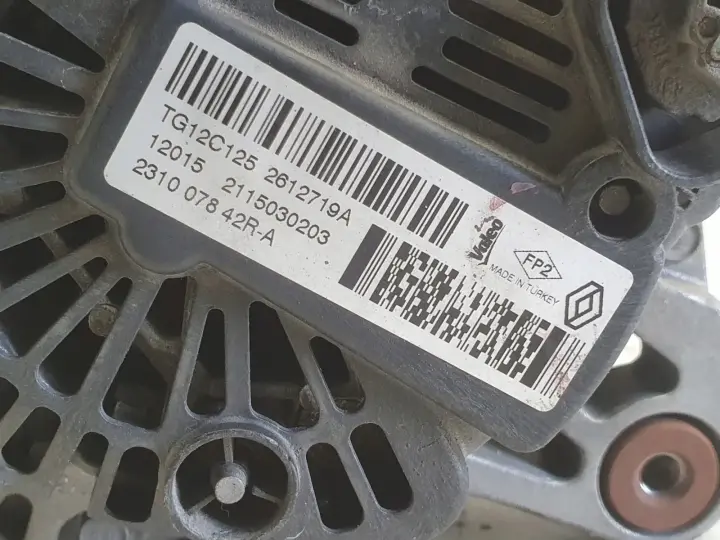 TG12C125 2612719A
12015 2115030203
2310 078 42R-A
Valeo
FP2
MADE IN TURKEY